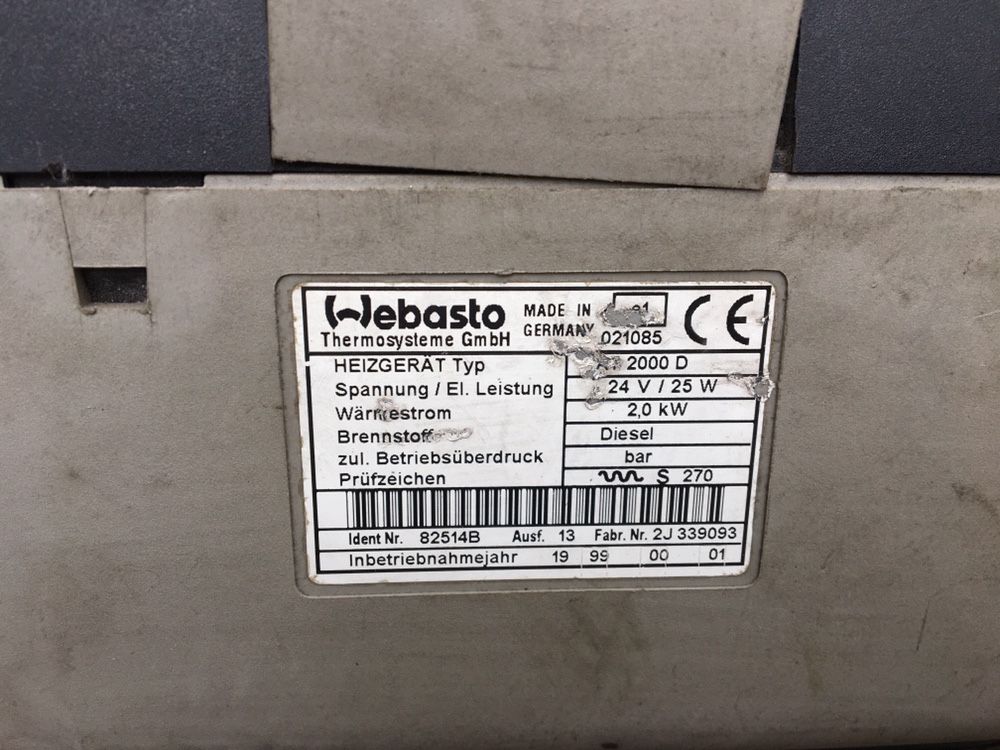 Webasto
Thermosysteme GmbH
MADE IN
GERMANY
e1
021085
CE
HEIZGERÄT Typ 2000 D
Spannung / El. Leistung 24 V / 25 W
Wärmestrom 2,0 kW
Brennstoff Diesel
zul. Betriebsüberdruck bar
Prüfzeichen S 270
Ident Nr. 82514B Ausf. 13 Fabr. Nr. 2J 339093
Inbetriebnahmejahr 19 99 00 01